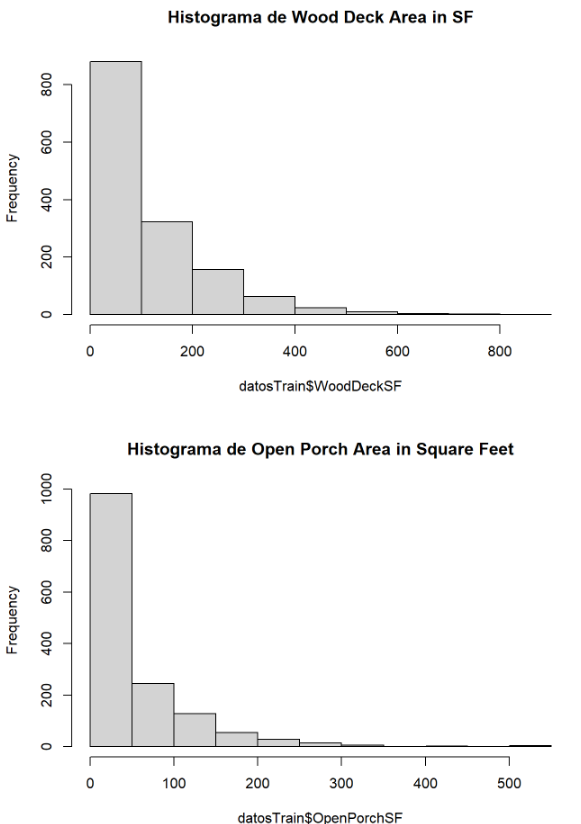 Histograma de Wood Deck Area in SF
Frequency
800
600
400
200
0
0 200 400 600 800
datosTrain$WoodDeckSF
Histograma de Open Porch Area in Square Feet
Frequency
1000
800
600
400
200
0
0 100 200 300 400 500
datosTrain$OpenPorchSF